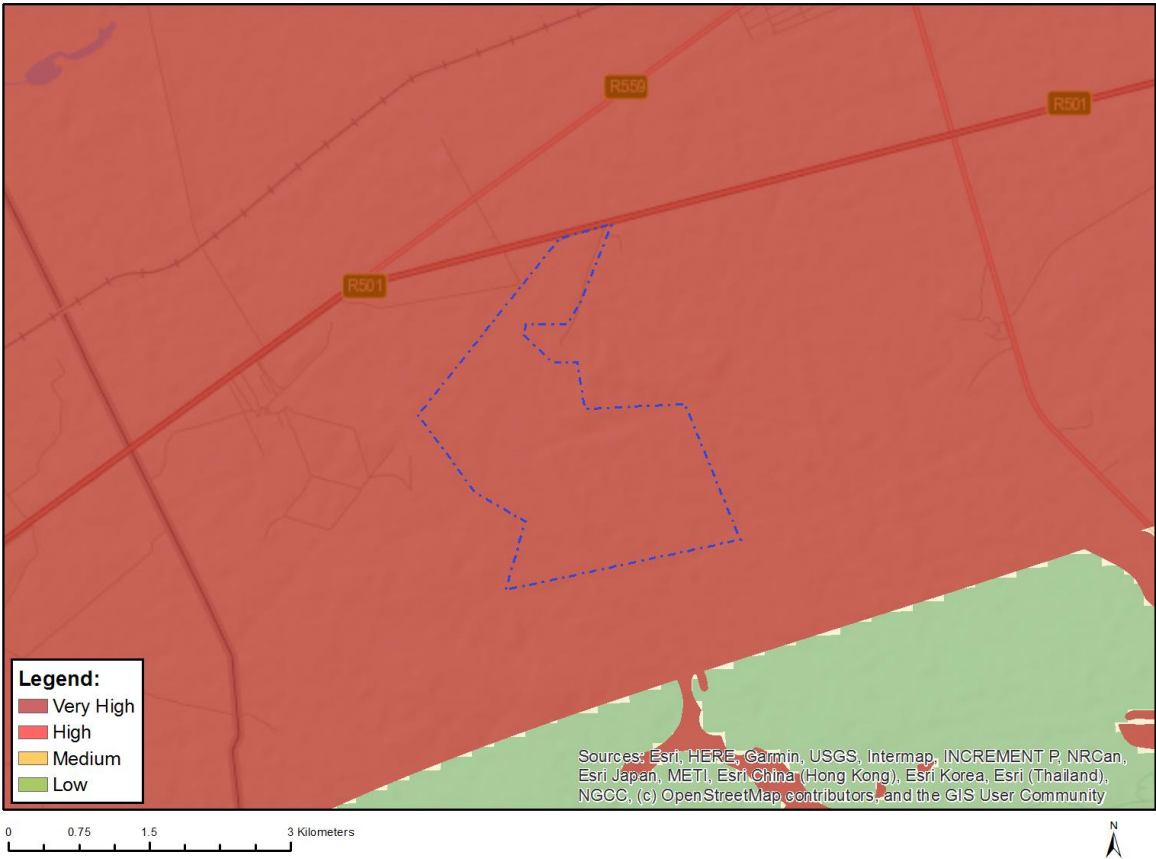 R559
R501
R501
Legend:
Very High
High
Medium
Low
Sources: Esri, HERE, Garmin, USGS, Intermap, INCREMENT P, NRCan,
Esri Japan, METI, Esri China (Hong Kong), Esri Korea, Esri (Thailand),
NGCC, (c) OpenStreetMap contributors, and the GIS User Community
0 0.75 1.5 3 Kilometers
N